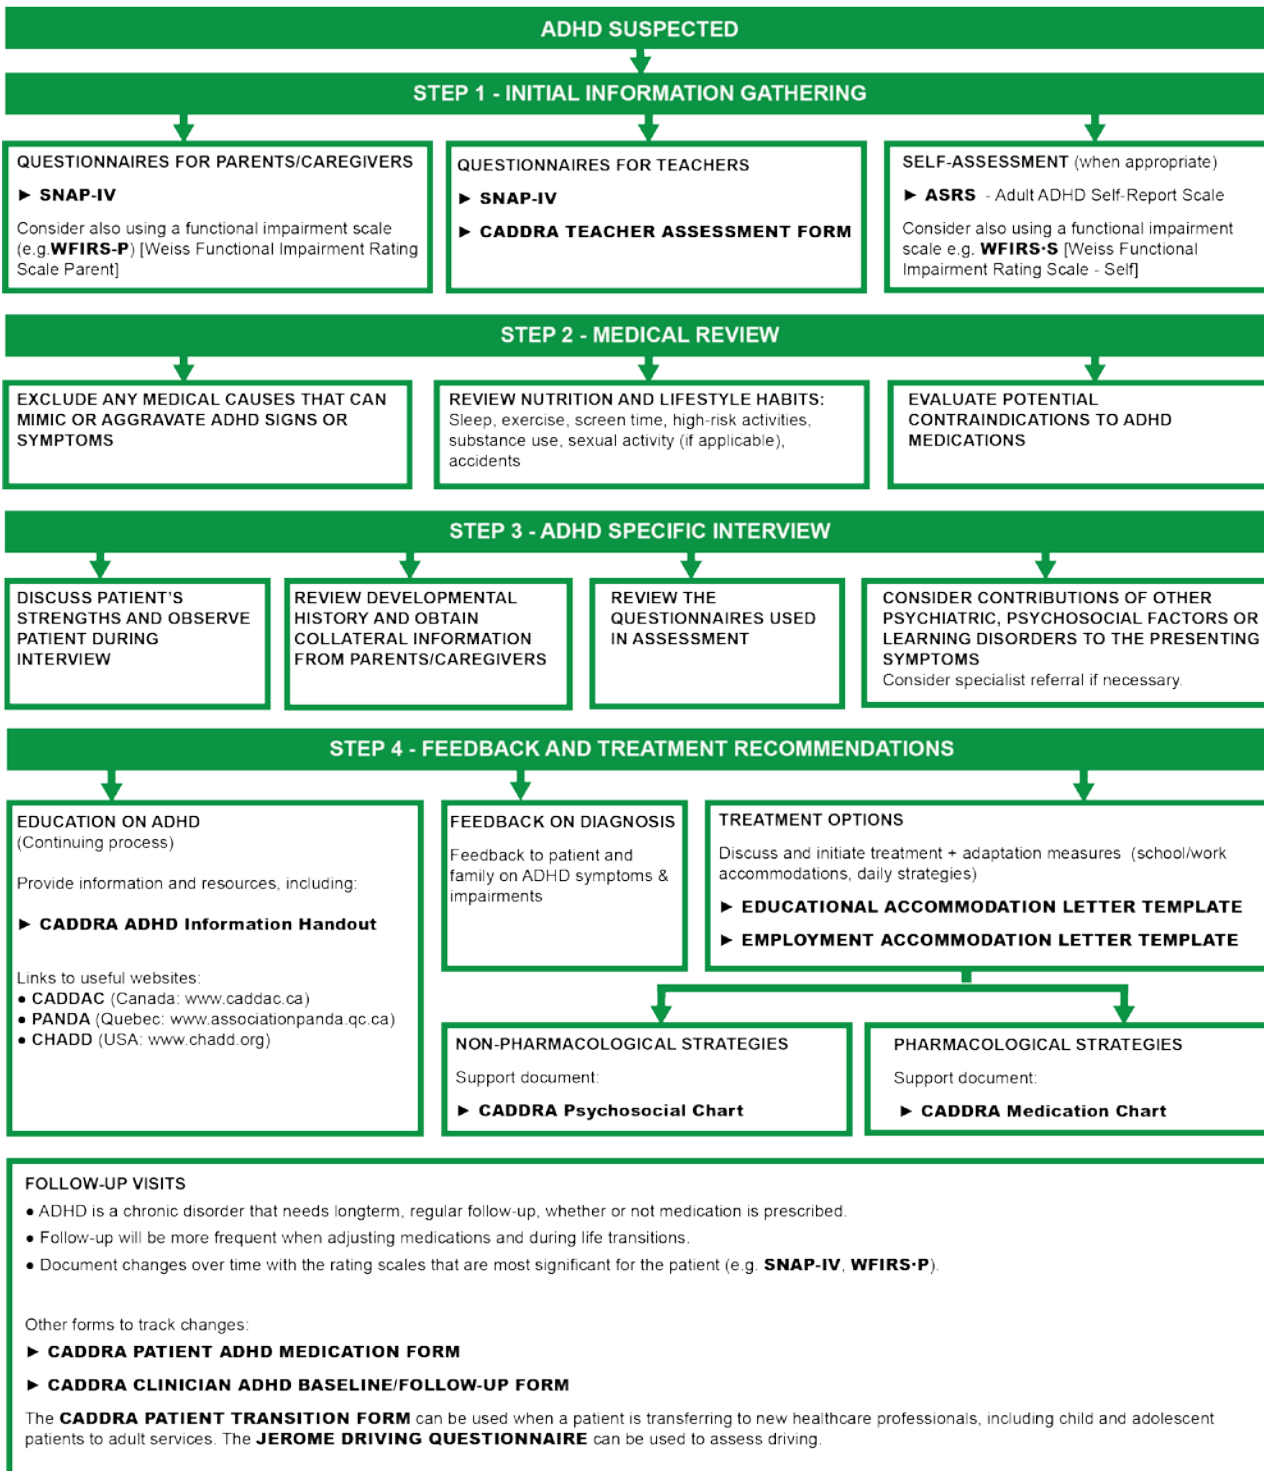 ADHD SUSPECTED
STEP 1 - INITIAL INFORMATION GATHERING
QUESTIONNAIRES FOR PARENTS/CAREGIVERS
► SNAP-IV
Consider also using a functional impairment scale
(e.g.WFIRS-P) [Weiss Functional Impairment Rating
Scale Parent]
QUESTIONNAIRES FOR TEACHERS
► SNAP-IV
► CADDRA TEACHER ASSESSMENT FORM
SELF-ASSESSMENT (when appropriate)
► ASRS - Adult ADHD Self-Report Scale
Consider also using a functional impairment
scale e.g. WFIRS·S [Weiss Functional
Impairment Rating Scale - Self]
STEP 2 - MEDICAL REVIEW
EXCLUDE ANY MEDICAL CAUSES THAT CAN
MIMIC OR AGGRAVATE ADHD SIGNS OR
SYMPTOMS
REVIEW NUTRITION AND LIFESTYLE HABITS:
Sleep, exercise, screen time, high-risk activities,
substance use, sexual activity (if applicable),
accidents
EVALUATE POTENTIAL
CONTRAINDICATIONS TO ADHD
MEDICATIONS
STEP 3 - ADHD SPECIFIC INTERVIEW
DISCUSS PATIENT'S
STRENGTHS AND OBSERVE
PATIENT DURING
INTERVIEW
REVIEW DEVELOPMENTAL
HISTORY AND OBTAIN
COLLATERAL INFORMATION
FROM PARENTS/CAREGIVERS
REVIEW THE
QUESTIONNAIRES USED
IN ASSESSMENT
CONSIDER CONTRIBUTIONS OF OTHER
PSYCHIATRIC, PSYCHOSOCIAL FACTORS OR
LEARNING DISORDERS TO THE PRESENTING
SYMPTOMS
Consider specialist referral if necessary.
STEP 4 - FEEDBACK AND TREATMENT RECOMMENDATIONS
EDUCATION ON ADHD
(Continuing process)
Provide information and resources, including:
► CADDRA ADHD Information Handout
Links to useful websites:
● CADDAC (Canada: www.caddac.ca)
● PANDA (Quebec: www.associationpanda.qc.ca)
● CHADD (USA: www.chadd.org)
FEEDBACK ON DIAGNOSIS
Feedback to patient and
family on ADHD symptoms &
impairments
TREATMENT OPTIONS
Discuss and initiate treatment + adaptation measures (school/work
accommodations, daily strategies)
► EDUCATIONAL ACCOMMODATION LETTER TEMPLATE
► EMPLOYMENT ACCOMMODATION LETTER TEMPLATE
NON-PHARMACOLOGICAL STRATEGIES
Support document:
► CADDRA Psychosocial Chart
PHARMACOLOGICAL STRATEGIES
Support document:
► CADDRA Medication Chart
FOLLOW-UP VISITS
● ADHD is a chronic disorder that needs longterm, regular follow-up, whether or not medication is prescribed.
● Follow-up will be more frequent when adjusting medications and during life transitions.
● Document changes over time with the rating scales that are most significant for the patient (e.g. SNAP-IV, WFIRS·P).
Other forms to track changes:
► CADDRA PATIENT ADHD MEDICATION FORM
► CADDRA CLINICIAN ADHD BASELINE/FOLLOW-UP FORM
The CADDRA PATIENT TRANSITION FORM can be used when a patient is transferring to new healthcare professionals, including child and adolescent
patients to adult services. The JEROME DRIVING QUESTIONNAIRE can be used to assess driving.